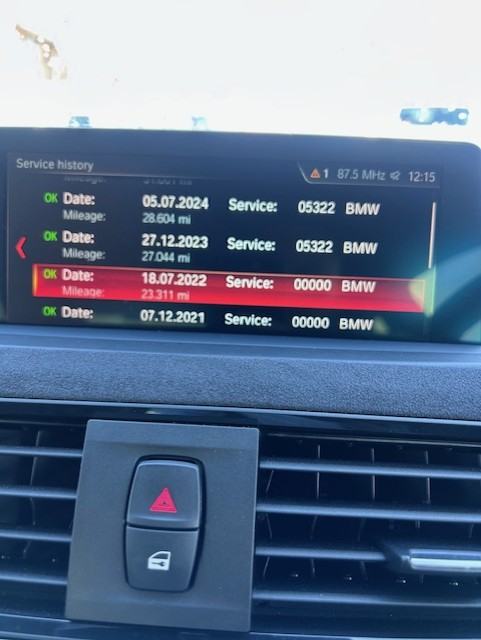 Service history
1 87.5 MHz 12:15
Mileage:
OK Date: 05.07.2024 Service: 05322 BMW
Mileage: 28.604 mi
OK Date: 27.12.2023 Service: 05322 BMW
Mileage: 27.044 mi
OK Date: 18.07.2022 Service: 00000 BMW
Mileage: 23.311 mi
OK Date: 07.12.2021 Service: 00000 BMW